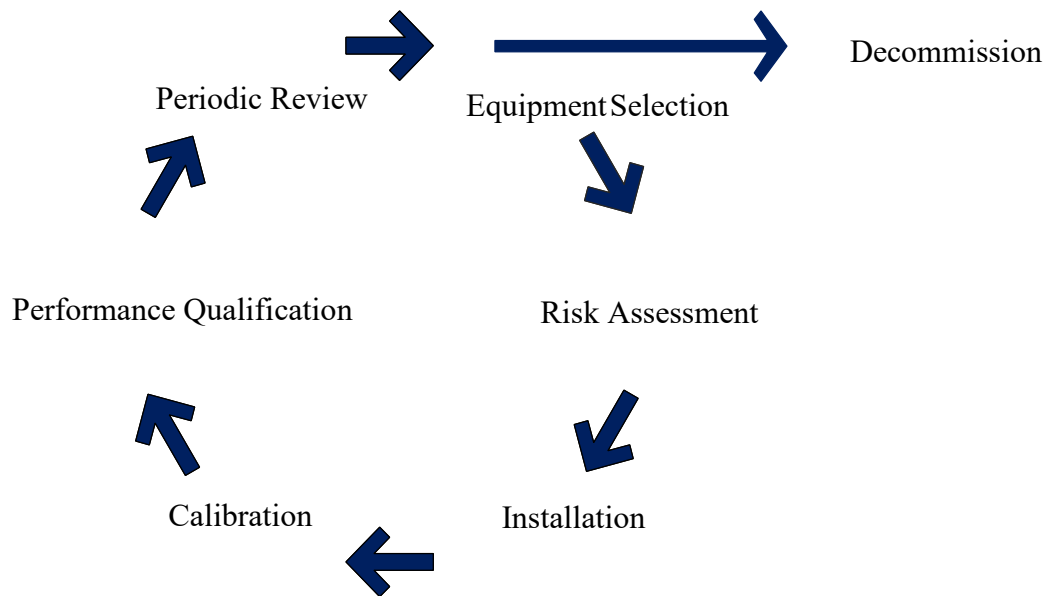 Decommission
Periodic Review
Equipment Selection
Performance Qualification
Risk Assessment
Calibration
Installation